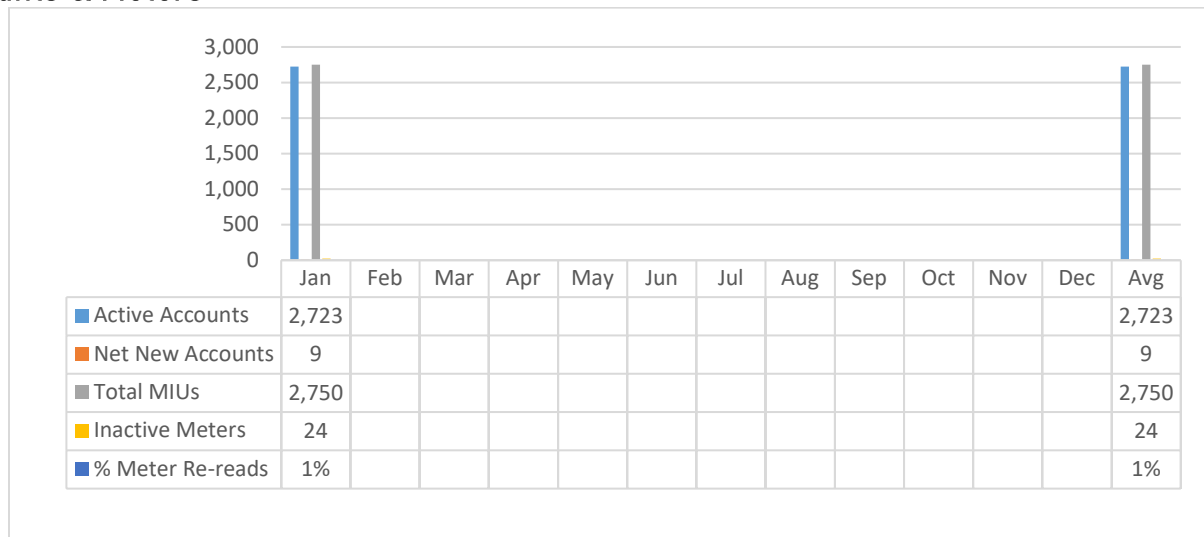 3,000
2,500
2,000
1,500
1,000
500
0
Jan Feb Mar Apr May Jun Jul Aug Sep Oct Nov Dec Avg
Active Accounts 2,723 2,723
Net New Accounts 9 9
Total MIUs 2,750 2,750
Inactive Meters 24 24
% Meter Re-reads 1% 1%